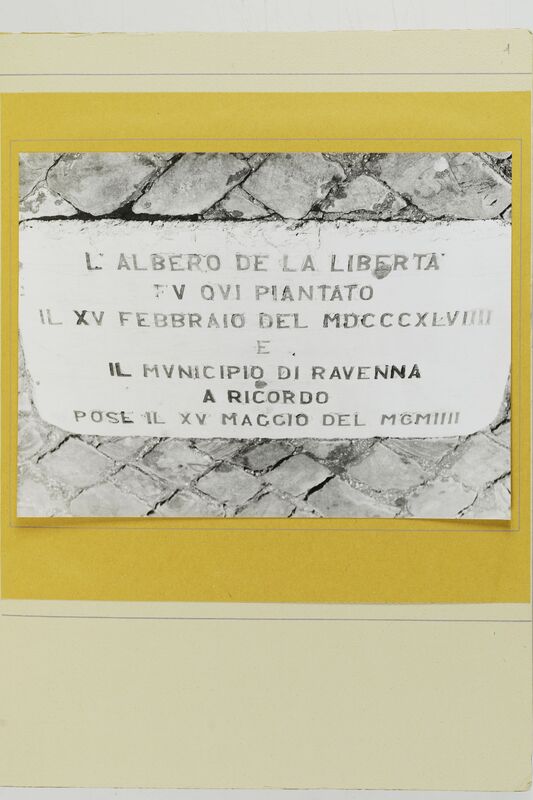 1
L' ALBERO DE LA LIBERTA'
FV QVI PIANTATO
IL XV FEBBRAIO DEL MDCCCXLVIIII
E
IL MVNICIPIO DI RAVENNA
A RICORDO
POSE IL XV MAGGIO DEL MCMIIII